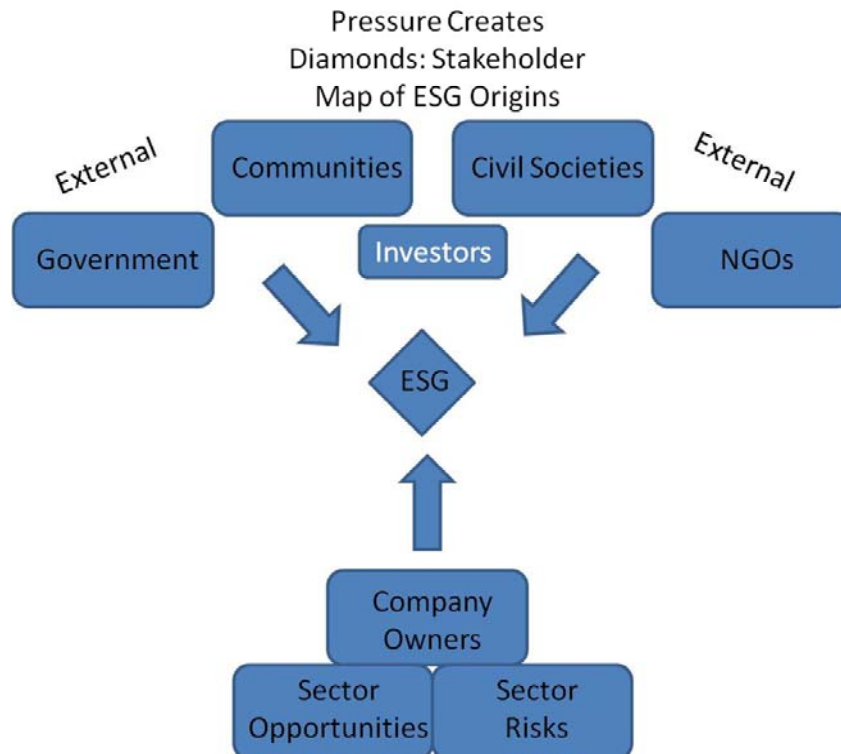 Pressure Creates
Diamonds: Stakeholder
Map of ESG Origins
External
Communities
Civil Societies
External
Government
Investors
NGOs
ESG
Company
Owners
Sector
Opportunities
Sector
Risks